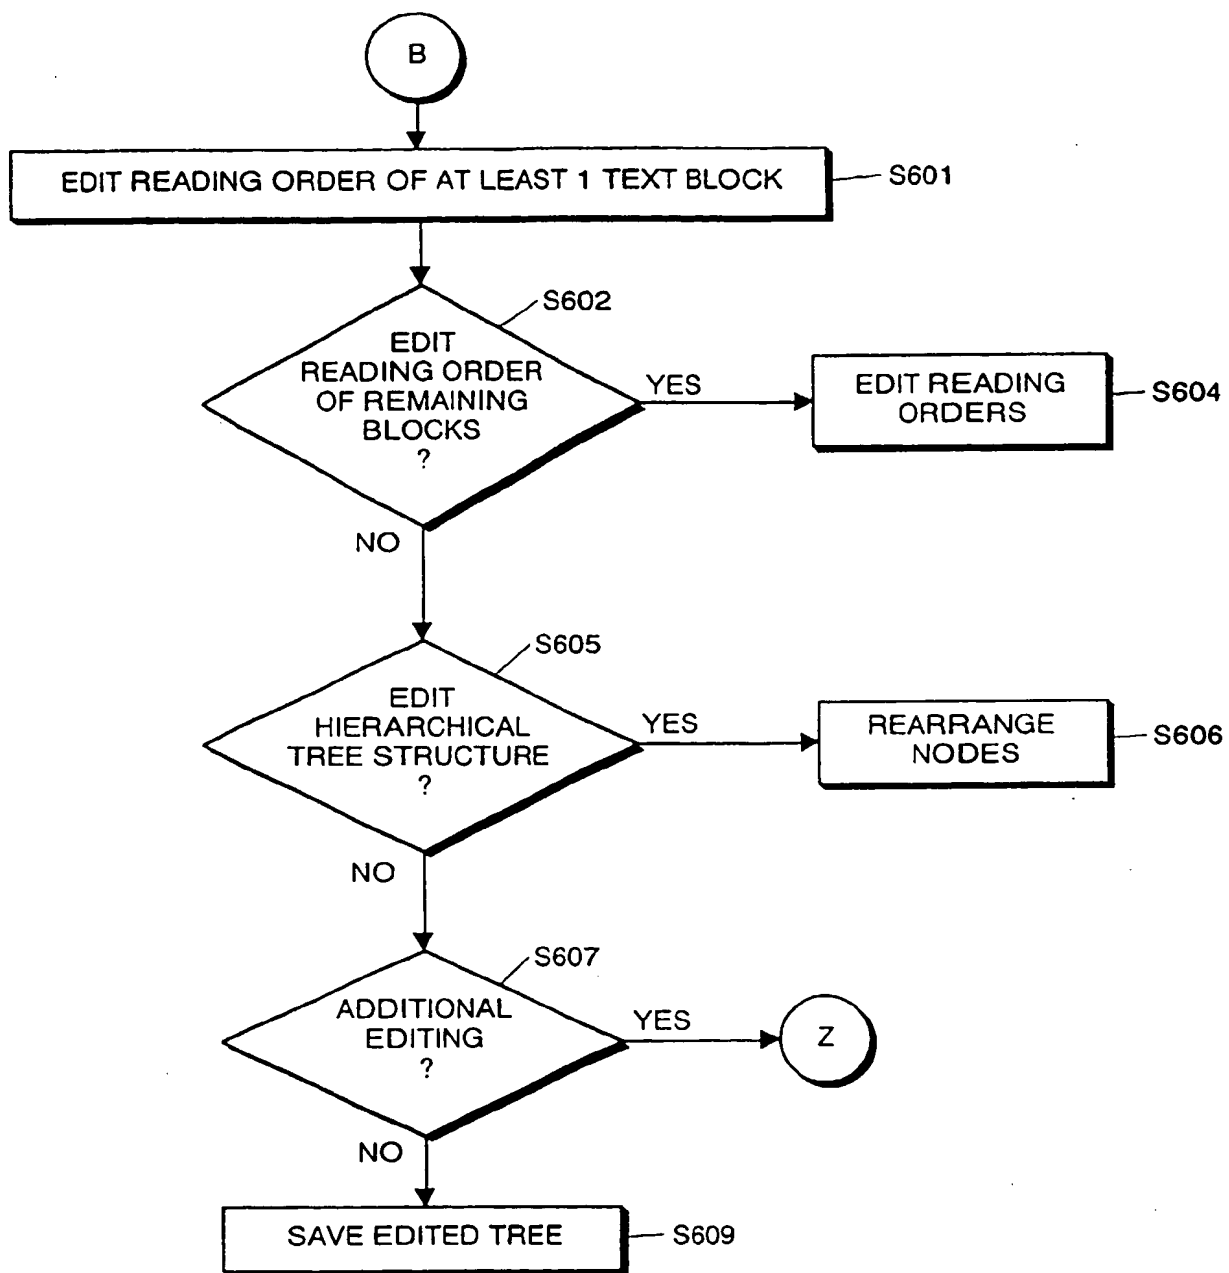 B
EDIT READING ORDER OF AT LEAST 1 TEXT BLOCK
S601
S602
EDIT
READING ORDER
OF REMAINING
BLOCKS
?
YES
EDIT READING
ORDERS
S604
NO
S605
EDIT
HIERARCHICAL
TREE STRUCTURE
?
YES
REARRANGE
NODES
S606
NO
S607
ADDITIONAL
EDITING
?
YES
Z
NO
SAVE EDITED TREE
S609